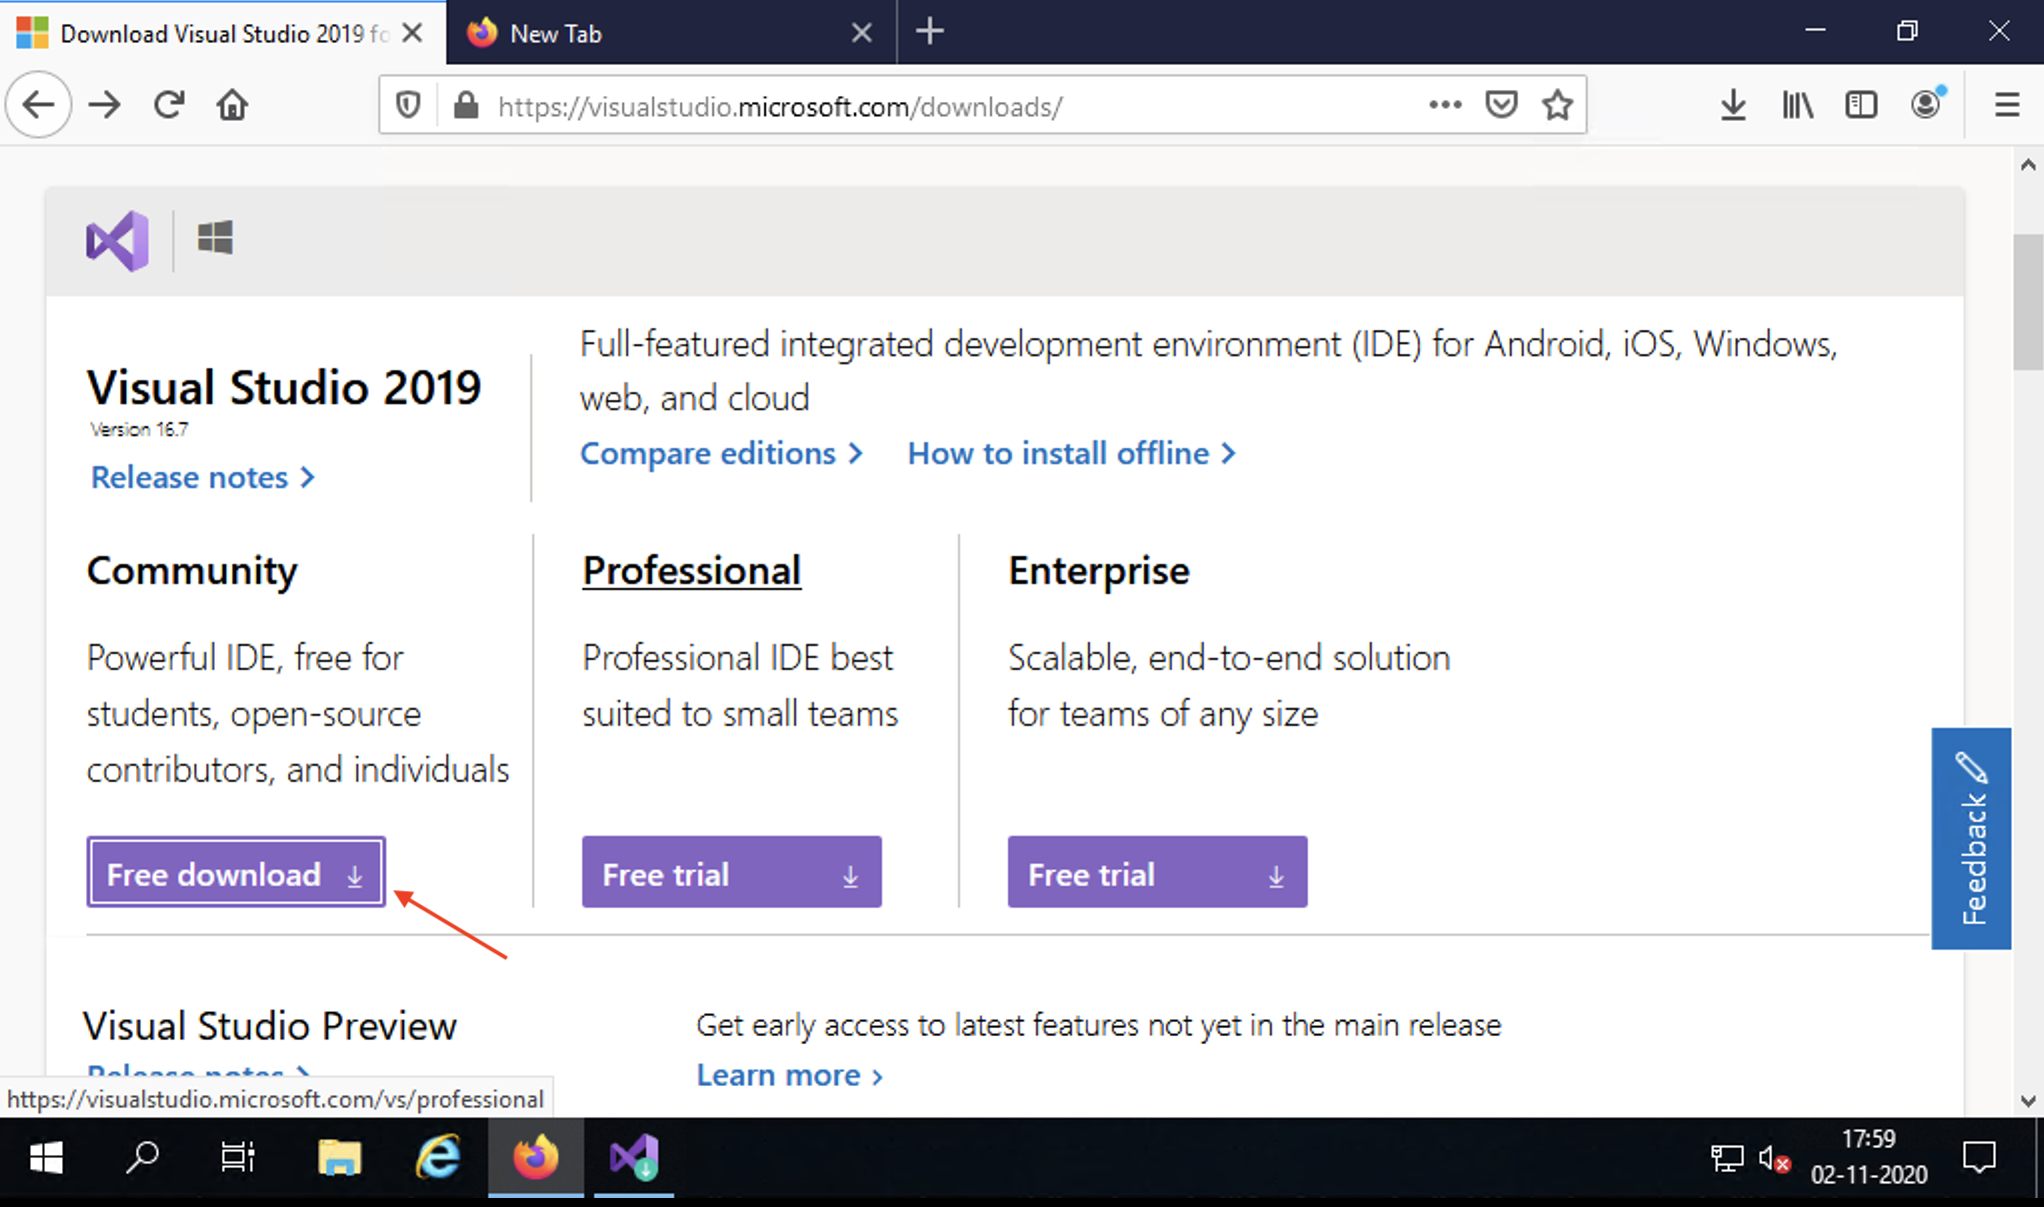 Download Visual Studio 2019 fo
New Tab
https://visualstudio.microsoft.com/downloads/
Visual Studio 2019
Version 16.7
Release notes
Full-featured integrated development environment (IDE) for Android, iOS, Windows,
web, and cloud
Compare editions
How to install offline
Community
Powerful IDE, free for
students, open-source
contributors, and individuals
Free download
Professional
Professional IDE best
suited to small teams
Free trial
Enterprise
Scalable, end-to-end solution
for teams of any size
Free trial
Feedback
Visual Studio Preview
Release notes
Get early access to latest features not yet in the main release
Learn more
https://visualstudio.microsoft.com/vs/professional
17:59
02-11-2020